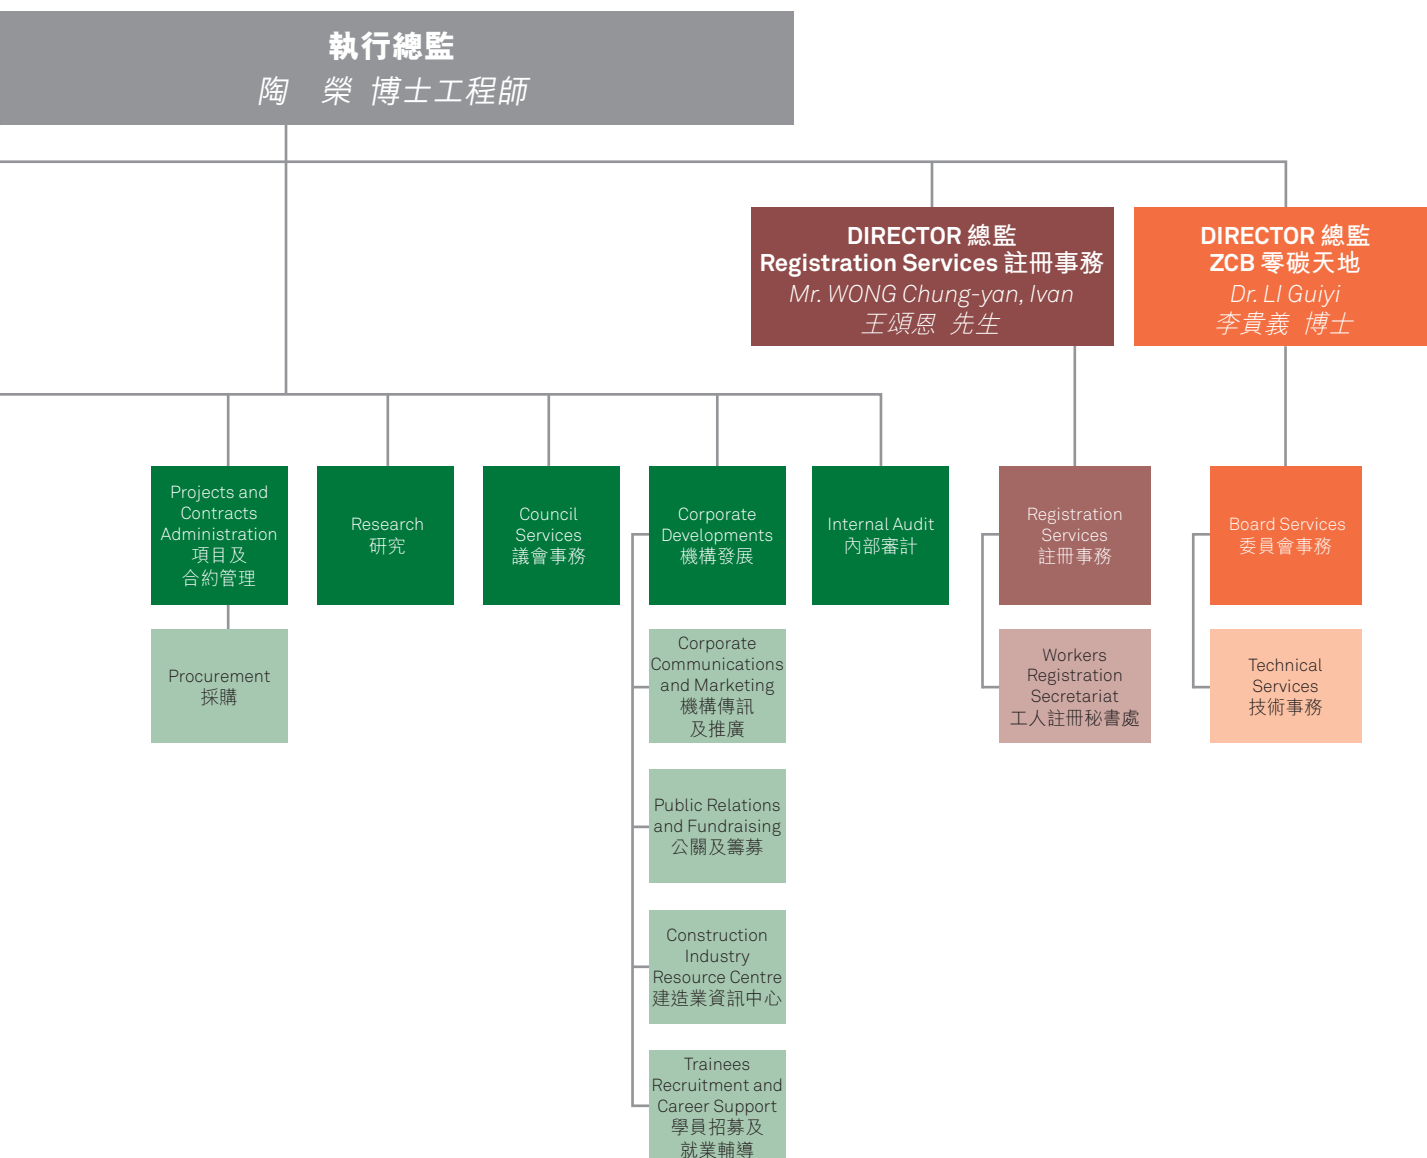 執行總監
陶　榮 博士工程師
DIRECTOR 總監
Registration Services 註冊事務
Mr. WONG Chung-yan, Ivan
王頌恩 先生
DIRECTOR 總監
ZCB 零碳天地
Dr. LI Guiyi
李貴義 博士
Projects and
Contracts
Administration
項目及
合約管理
Research
研究
Council
Services
議會事務
Corporate
Developments
機構發展
Internal Audit
內部審計
Registration
Services
註冊事務
Board Services
委員會事務
Procurement
採購
Corporate
Communications
and Marketing
機構傳訊
及推廣
Workers
Registration
Secretariat
工人註冊秘書處
Technical
Services
技術事務
Public Relations
and Fundraising
公關及籌募
Construction
Industry
Resource Centre
建造業資訊中心
Trainees
Recruitment and
Career Support
學員招募及
就業輔導